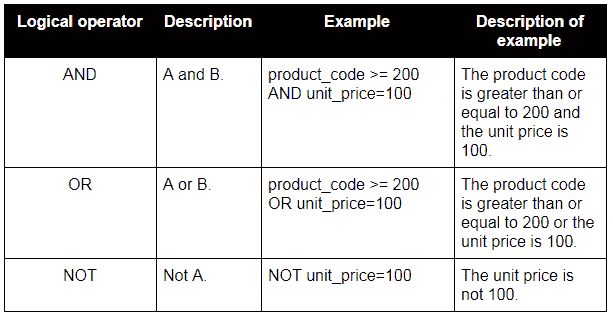 Logical operator Description Example Description of
example
AND A and B. product_code >= 200
AND unit_price=100
The product code
is greater than or
equal to 200 and
the unit price is
100.
OR A or B. product_code >= 200
OR unit_price=100
The product code
is greater than or
equal to 200 or the
unit price is 100.
NOT Not A. NOT unit_price=100 The unit price is
not 100.